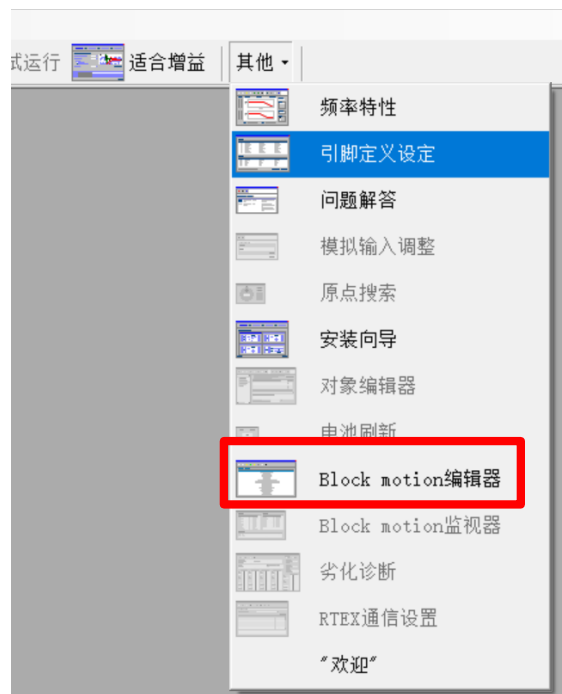 试运行 适合增益 其他
频率特性
引脚定义设定
问题解答
模拟输入调整
原点搜索
安装向导
对象编辑器
电池刷新
Block motion编辑器
Block motion监视器
劣化诊断
RTEX通信设置
"欢迎"